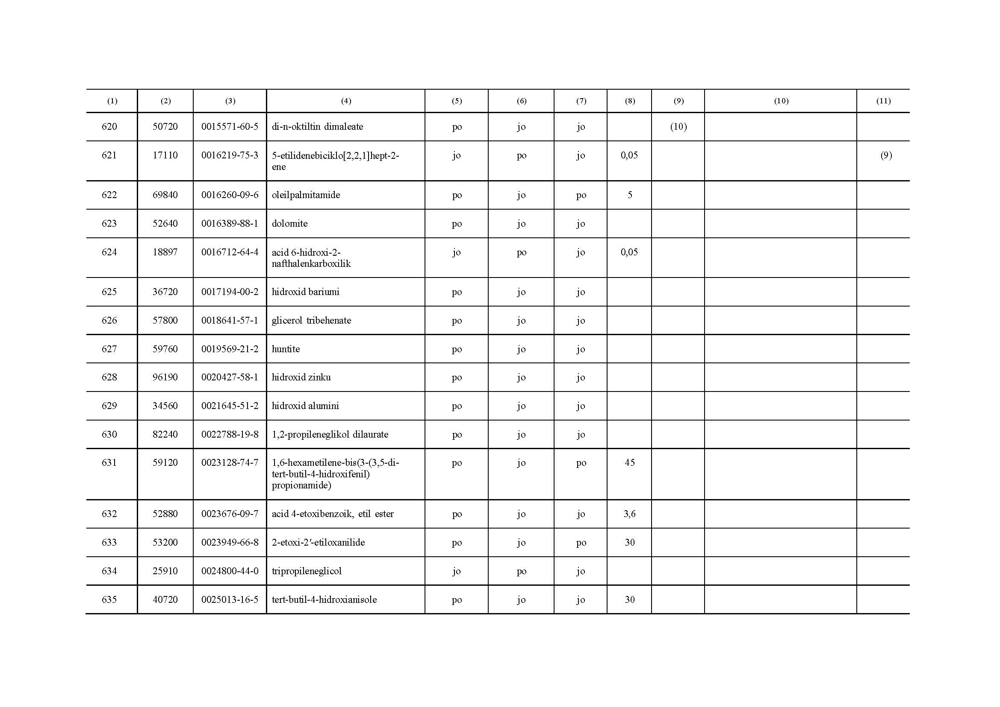 (1) (2) (3) (4) (5) (6) (7) (8) (9) (10) (11)
620 50720 0015571-60-5 di-n-oktiltin dimaleate po jo jo (10)
621 17110 0016219-75-3 5-etilidenebiciklo[2,2,1]hept-2- jo po jo 0,05 (9)
ene
622 69840 0016260-09-6 oleilpalmitamide po jo po 5
623 52640 0016389-88-1 dolomite po jo jo
624 18897 0016712-64-4 acid 6-hidroxi-2- jo po jo 0,05
nafthalenkarboxilik
625 36720 0017194-00-2 hidroxid bariumi po jo jo
626 57800 0018641-57-1 glicerol tribehenate po jo jo
627 59760 0019569-21-2 huntite po jo jo
628 96190 0020427-58-1 hidroxid zinku po jo jo
629 34560 0021645-51-2 hidroxid alumini po jo jo
630 82240 0022788-19-8 1,2-propileneglikol dilaurate po jo jo
631 59120 0023128-74-7 1,6-hexametilene-bis(3-(3,5-di- po jo po 45
tert-butil-4-hidroxifenil)
propionamide)
632 52880 0023676-09-7 acid 4-etoxibenzoik, etil ester po jo jo 3,6
633 53200 0023949-66-8 2-etoxi-2′-etiloxanilide po jo po 30
634 25910 0024800-44-0 tripropileneglicol jo po jo
635 40720 0025013-16-5 tert-butil-4-hidroxianisole po jo jo 30